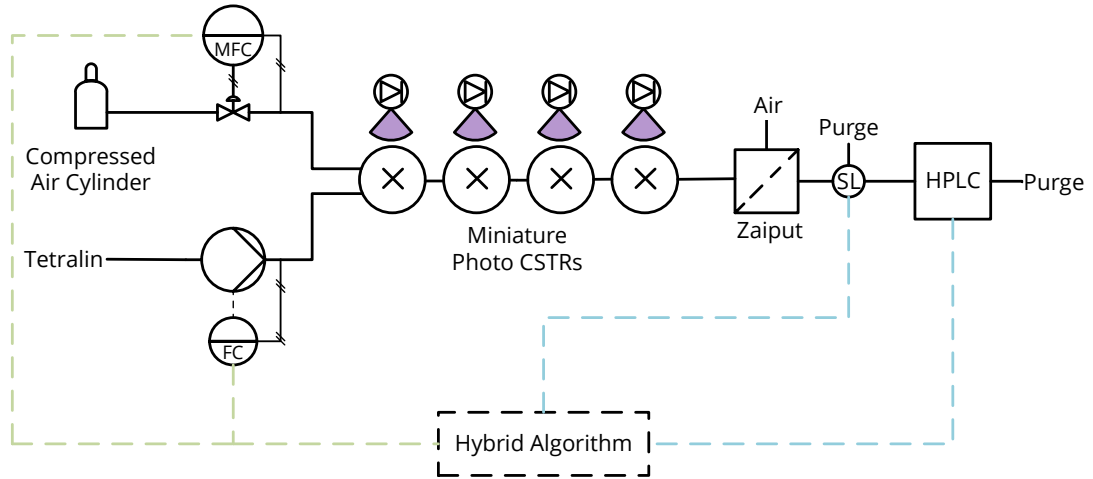 MFC
Compressed
Air Cylinder
Air
Purge
SL
HPLC
Purge
Zaiput
Miniature
Photo CSTRs
Tetralin
FC
Hybrid Algorithm